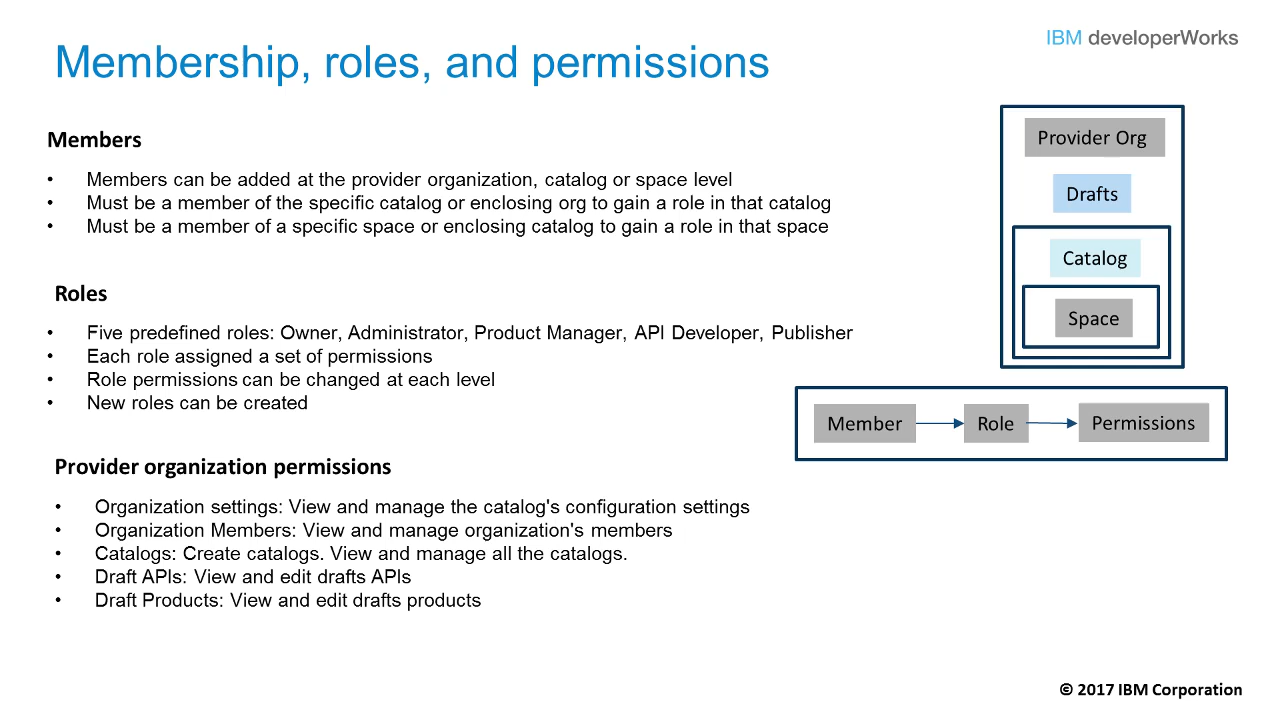 IBM developerWorks
Membership, roles, and permissions
Members
• Members can be added at the provider organization, catalog or space level
• Must be a member of the specific catalog or enclosing org to gain a role in that catalog
• Must be a member of a specific space or enclosing catalog to gain a role in that space
Roles
• Five predefined roles: Owner, Administrator, Product Manager, API Developer, Publisher
• Each role assigned a set of permissions
• Role permissions can be changed at each level
• New roles can be created
Provider organization permissions
• Organization settings: View and manage the catalog's configuration settings
• Organization Members: View and manage organization's members
• Catalogs: Create catalogs. View and manage all the catalogs.
• Draft APIs: View and edit drafts APIs
• Draft Products: View and edit drafts products
Provider Org
Drafts
Catalog
Space
Member Role Permissions
© 2017 IBM Corporation